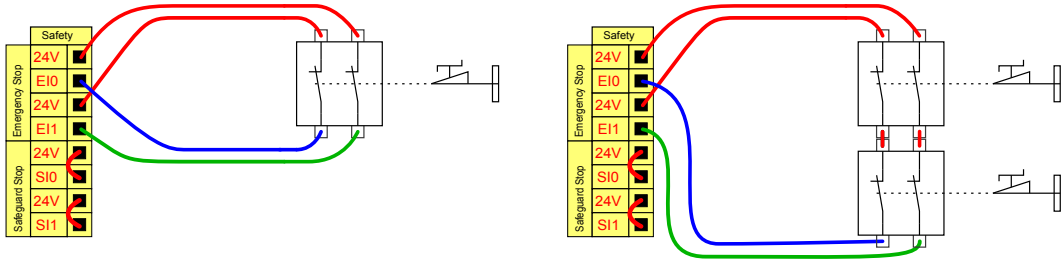 Safety
Emergency Stop
24V
EI0
24V
EI1
Safeguard Stop
24V
SI0
24V
SI1
Safety
Emergency Stop
24V
EI0
24V
EI1
Safeguard Stop
24V
SI0
24V
SI1